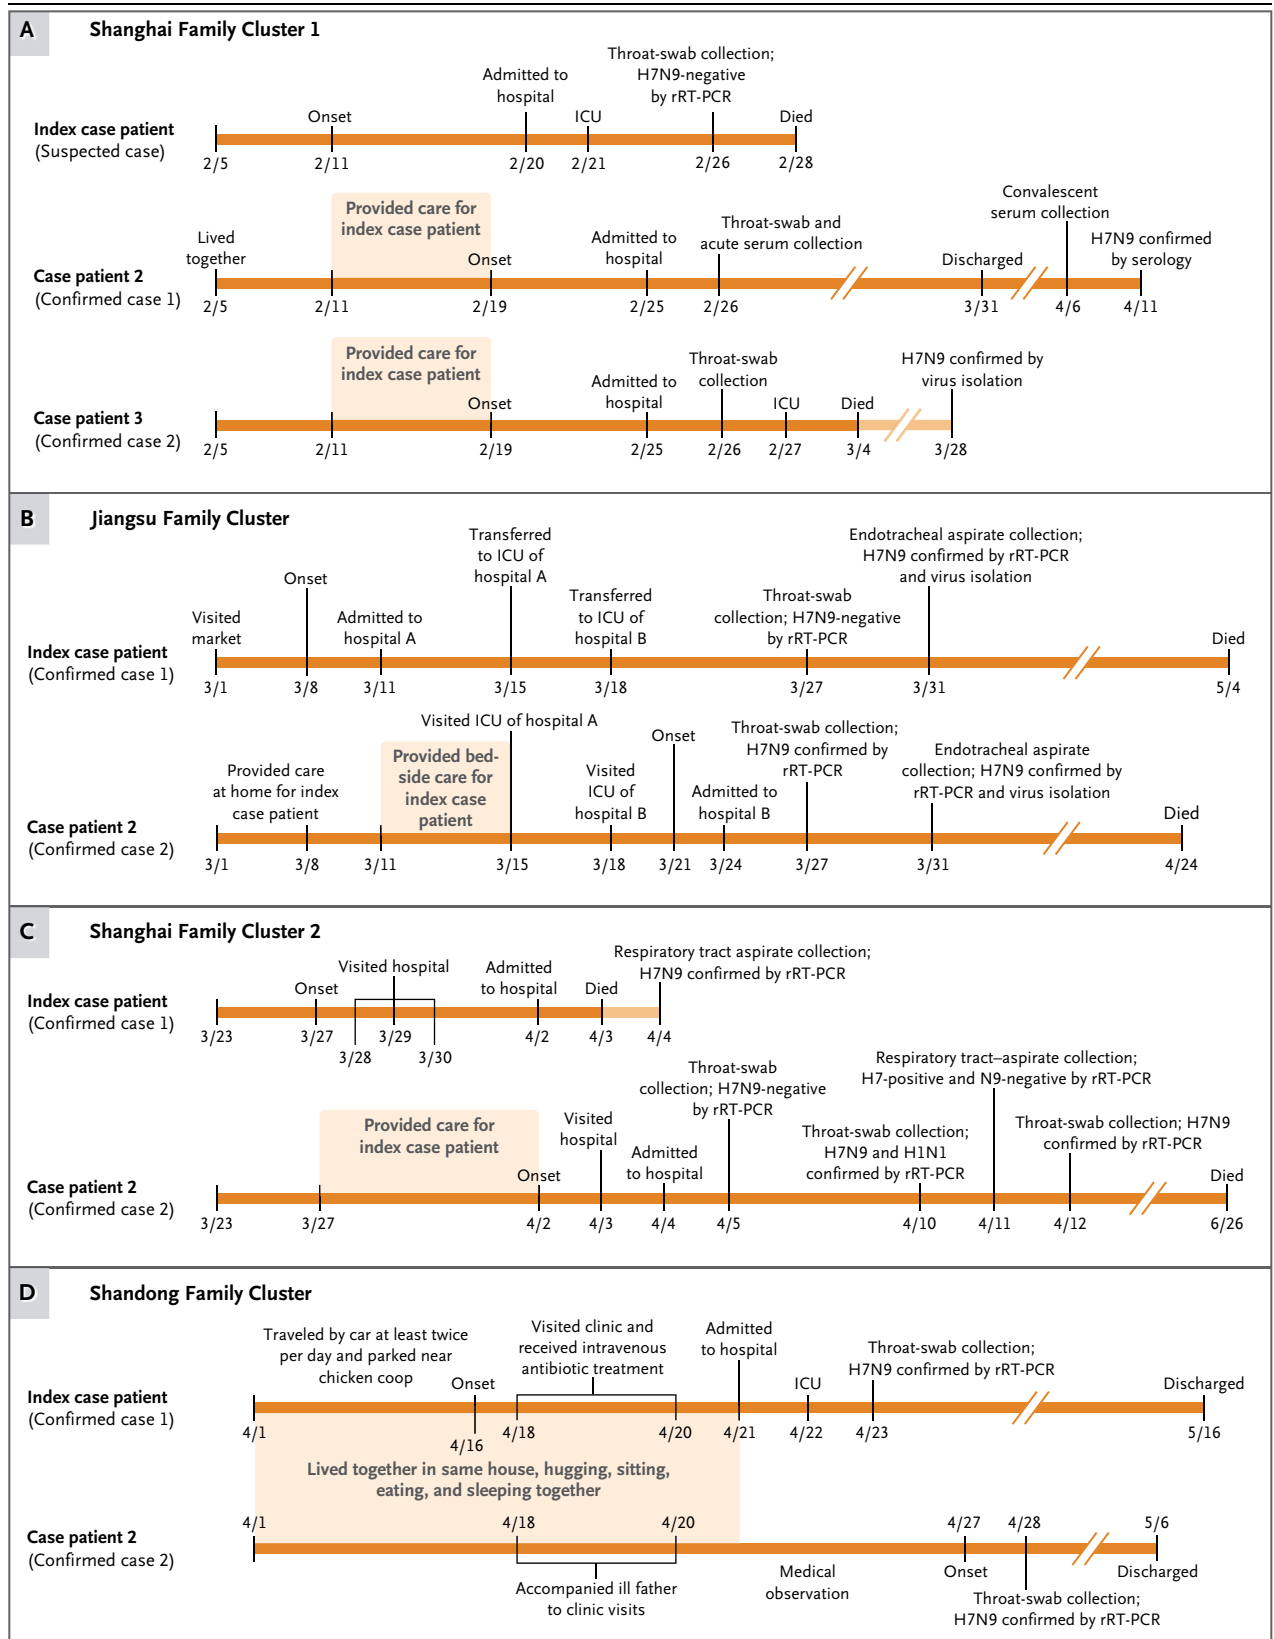 A Shanghai Family Cluster 1
Throat-swab collection;
H7N9-negative
by rRT-PCR
Admitted to
hospital
Onset
ICU
Died
Index case patient
(Suspected case)
2/5 2/11 2/20 2/21 2/26 2/28
Provided care for
index case patient
Convalescent
serum collection
Lived
together
Onset
Admitted to
hospital
Throat-swab and
acute serum collection
Discharged
H7N9 confirmed
by serology
Case patient 2
(Confirmed case 1)
2/5 2/11 2/19 2/25 2/26 3/31 4/6 4/11
Provided care for
index case patient
Onset
Admitted to
hospital
Throat-swab
collection
ICU
Died
H7N9 confirmed by
virus isolation
Case patient 3
(Confirmed case 2)
2/5 2/11 2/19 2/25 2/26 2/27 3/4 3/28
B Jiangsu Family Cluster
Visited
market
Onset
Admitted to
hospital A
Transferred
to ICU of
hospital A
Transferred
to ICU of
hospital B
Throat-swab
collection; H7N9-negative
by rRT-PCR
Endotracheal aspirate collection;
H7N9 confirmed by rRT-PCR
and virus isolation
Died
Index case patient
(Confirmed case 1)
3/1 3/8 3/11 3/15 3/18 3/27 3/31 5/4
Provided care
at home for index
case patient
Provided bed-
side care for
index case
patient
Visited ICU of hospital A
Visited
ICU of
hospital B
Onset
Admitted to
hospital B
Throat-swab collection;
H7N9 confirmed by
rRT-PCR
Endotracheal aspirate
collection; H7N9 confirmed by
rRT-PCR and virus isolation
Died
Case patient 2
(Confirmed case 2)
3/1 3/8 3/11 3/15 3/18 3/21 3/24 3/27 3/31 4/24
C Shanghai Family Cluster 2
Onset
Visited hospital
Admitted
to hospital
Died
Respiratory tract aspirate collection;
H7N9 confirmed by rRT-PCR
Index case patient
(Confirmed case 1)
3/23 3/27 3/29 4/2 4/3 4/4
3/28 3/30
Provided care for
index case patient
Onset
Visited
hospital
Admitted
to hospital
Throat-swab
collection; H7N9-negative
by rRT-PCR
Throat-swab collection;
H7N9 and H1N1
confirmed by rRT-PCR
Respiratory tract–aspirate collection;
H7-positive and N9-negative by rRT-PCR
Throat-swab collection; H7N9
confirmed by rRT-PCR
Died
Case patient 2
(Confirmed case 2)
3/23 3/27 4/2 4/3 4/4 4/5 4/10 4/11 4/12 6/26
D Shandong Family Cluster
Traveled by car at least twice
per day and parked near
chicken coop
Onset
Visited clinic and
received intravenous
antibiotic treatment
Admitted
to hospital
ICU
Throat-swab collection;
H7N9 confirmed by rRT-PCR
Discharged
Index case patient
(Confirmed case 1)
4/1 4/16 4/18 4/20 4/21 4/22 4/23 5/16
Lived together in same house, hugging, sitting,
eating, and sleeping together
4/1 4/18 4/20 4/27 4/28 5/6
Case patient 2
(Confirmed case 2)
Accompanied ill father
to clinic visits
Medical
observation
Onset
Throat-swab collection;
H7N9 confirmed by rRT-PCR
Discharged